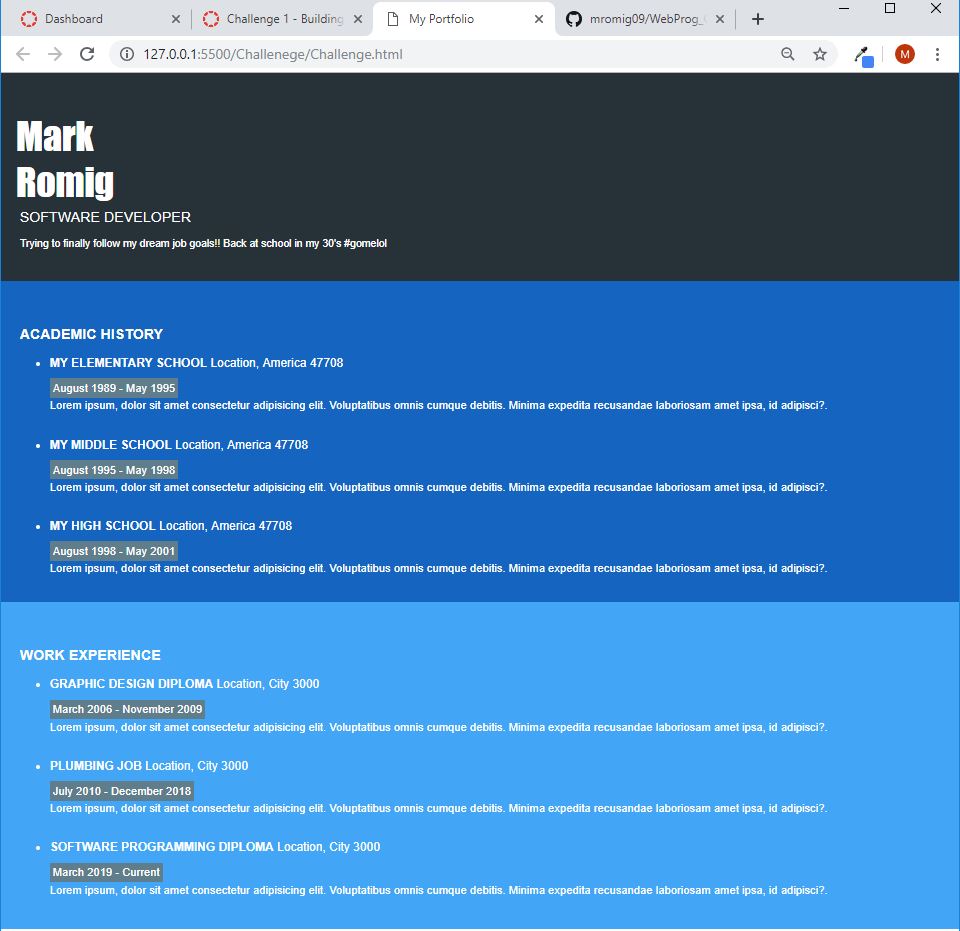 Dashboard
Challenge 1 - Building
My Portfolio
mromig09/WebProg_
127.0.0.1:5500/Challenege/Challenge.html
M
Mark
Romig
SOFTWARE DEVELOPER
Trying to finally follow my dream job goals!! Back at school in my 30's #gomelol
ACADEMIC HISTORY
MY ELEMENTARY SCHOOL Location, America 47708
August 1989 - May 1995
Lorem ipsum, dolor sit amet consectetur adipisicing elit. Voluptatibus omnis cumque debitis. Minima expedita recusandae laboriosam amet ipsa, id adipisci?.
MY MIDDLE SCHOOL Location, America 47708
August 1995 - May 1998
Lorem ipsum, dolor sit amet consectetur adipisicing elit. Voluptatibus omnis cumque debitis. Minima expedita recusandae laboriosam amet ipsa, id adipisci?.
MY HIGH SCHOOL Location, America 47708
August 1998 - May 2001
Lorem ipsum, dolor sit amet consectetur adipisicing elit. Voluptatibus omnis cumque debitis. Minima expedita recusandae laboriosam amet ipsa, id adipisci?.
WORK EXPERIENCE
GRAPHIC DESIGN DIPLOMA Location, City 3000
March 2006 - November 2009
Lorem ipsum, dolor sit amet consectetur adipisicing elit. Voluptatibus omnis cumque debitis. Minima expedita recusandae laboriosam amet ipsa, id adipisci?.
PLUMBING JOB Location, City 3000
July 2010 - December 2018
Lorem ipsum, dolor sit amet consectetur adipisicing elit. Voluptatibus omnis cumque debitis. Minima expedita recusandae laboriosam amet ipsa, id adipisci?.
SOFTWARE PROGRAMMING DIPLOMA Location, City 3000
March 2019 - Current
Lorem ipsum, dolor sit amet consectetur adipisicing elit. Voluptatibus omnis cumque debitis. Minima expedita recusandae laboriosam amet ipsa, id adipisci?.